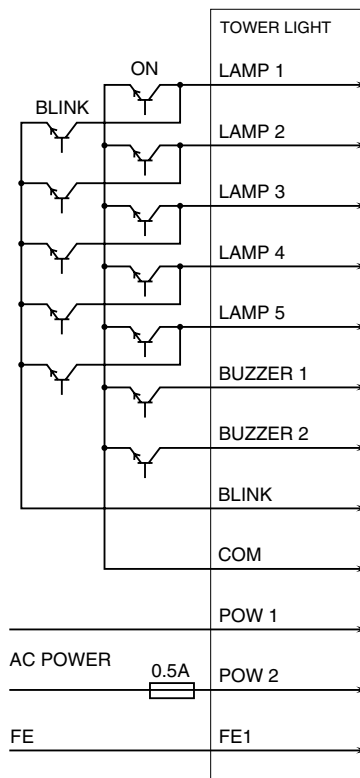 TOWER LIGHT
ON
LAMP 1
BLINK
LAMP 2
LAMP 3
LAMP 4
LAMP 5
BUZZER 1
BUZZER 2
BLINK
COM
POW 1
AC POWER
0.5A
POW 2
FE
FE1